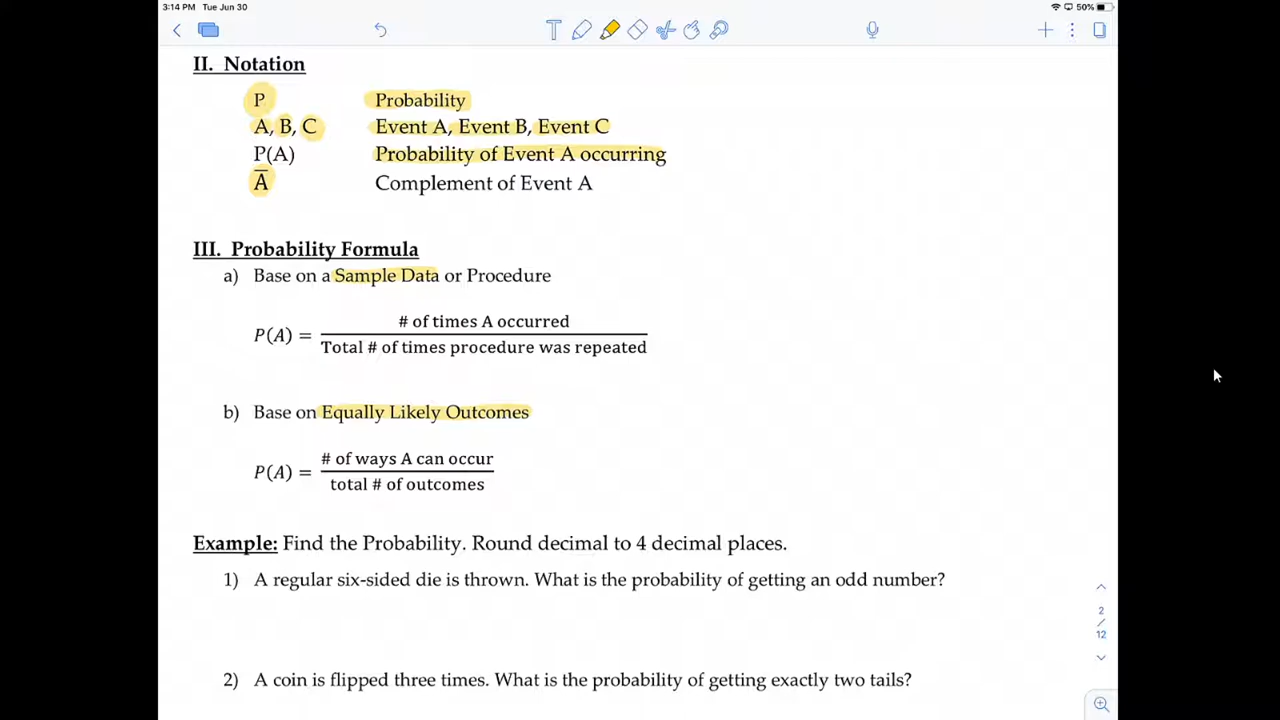 3:14 PM Tue Jun 30
50%
II. Notation
P Probability
A, B, C Event A, Event B, Event C
P(A) Probability of Event A occurring
A̅ Complement of Event A
III. Probability Formula
a) Base on a Sample Data or Procedure
P(A) = # of times A occurred
Total # of times procedure was repeated
b) Base on Equally Likely Outcomes
P(A) = # of ways A can occur
total # of outcomes
Example: Find the Probability. Round decimal to 4 decimal places.
1) A regular six-sided die is thrown. What is the probability of getting an odd number?
2
/
12
2) A coin is flipped three times. What is the probability of getting exactly two tails?